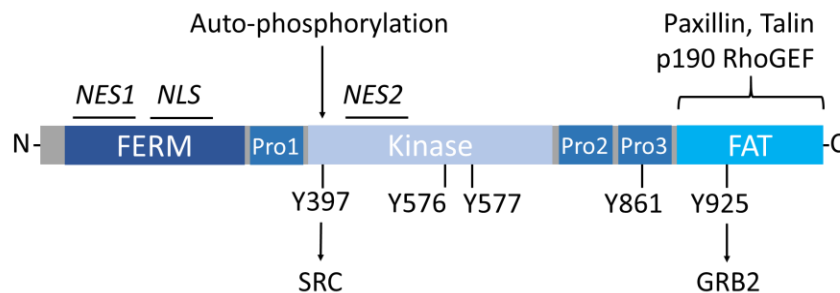 Auto-phosphorylation
Paxillin, Talin
p190 RhoGEF
NES1 NLS NES2
N- FERM Pro1 Kinase Pro2 Pro3 FAT -C
Y397 Y576 Y577 Y861 Y925
SRC GRB2